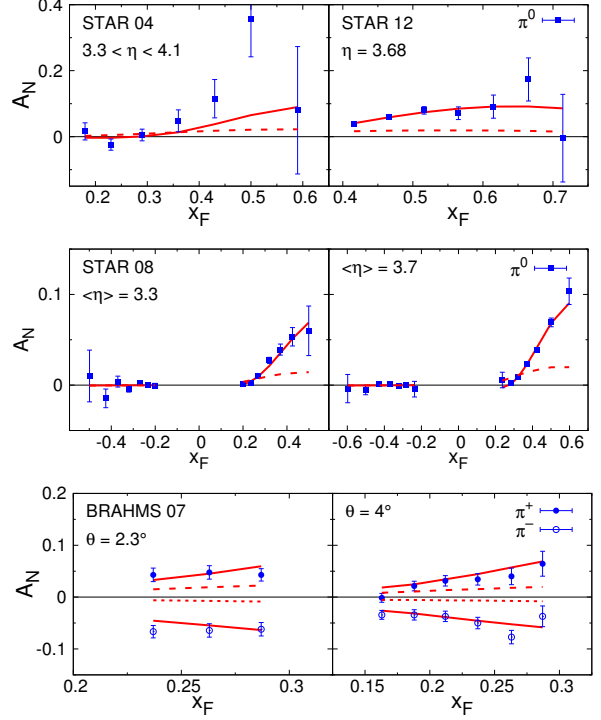 STAR 04
3.3 < η < 4.1
STAR 12
η = 3.68
π⁰
A_N
0.4
0.2
0
0.2 0.3 0.4 0.5 0.6
0.4 0.5 0.6 0.7
x_F
x_F
STAR 08
<η> = 3.3
<η> = 3.7
π⁰
A_N
0.1
0
-0.4 -0.2 0 0.2 0.4
-0.6 -0.4 -0.2 0 0.2 0.4 0.6
x_F
x_F
BRAHMS 07
θ = 2.3°
θ = 4°
π⁺
π⁻
A_N
0.2
0.1
0
-0.1
0.2 0.25 0.3
0.15 0.2 0.25 0.3
x_F
x_F